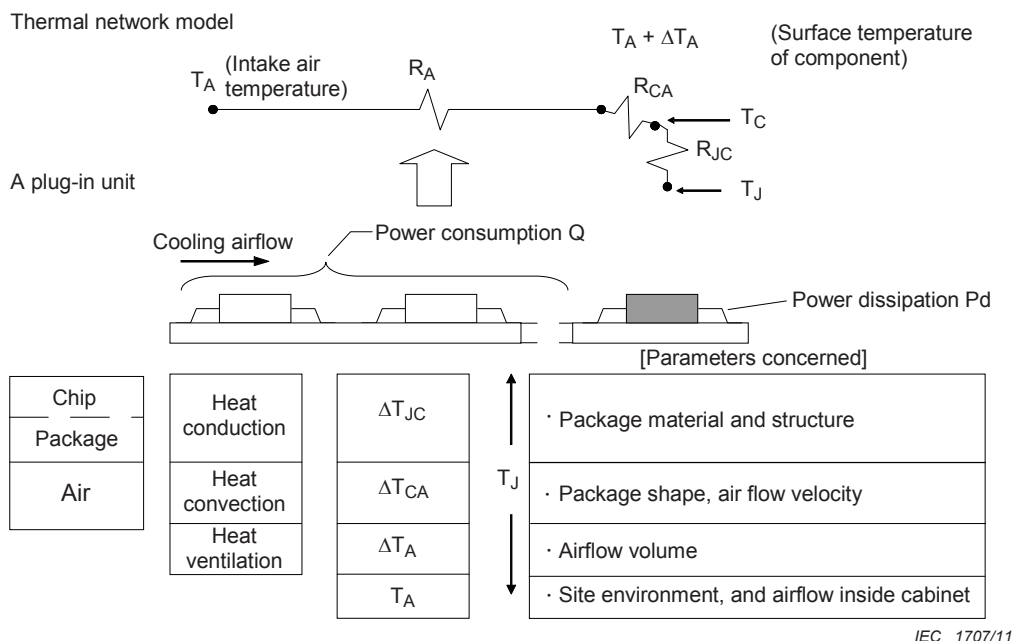 Thermal network model
T_A + ΔT_A
(Surface temperature
of component)
T_A
(Intake air
temperature)
R_A
R_CA
T_C
R_JC
T_J
A plug-in unit
Power consumption Q
Cooling airflow
Power dissipation Pd
[Parameters concerned]
Chip
Package
Air
Heat
conduction
Heat
convection
Heat
ventilation
ΔT_JC
ΔT_CA
ΔT_A
T_A
T_J
· Package material and structure
· Package shape, air flow velocity
· Airflow volume
· Site environment, and airflow inside cabinet
IEC 1707/11